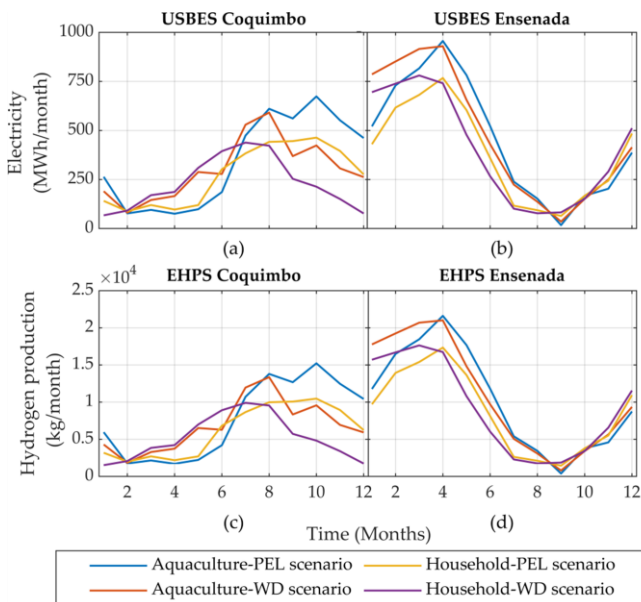 USBES Coquimbo
USBES Ensenada
Electricity
(MWh/month)
1000
750
500
250
0
(a)
(b)
EHPS Coquimbo
EHPS Ensenada
×10⁴
Hydrogen production
(kg/month)
2.5
2
1.5
1
0.5
0
2 4 6 8 10 12
2 4 6 8 10 12
(c)
(d)
Time (Months)
Aquaculture-PEL scenario
Household-PEL scenario
Aquaculture-WD scenario
Household-WD scenario